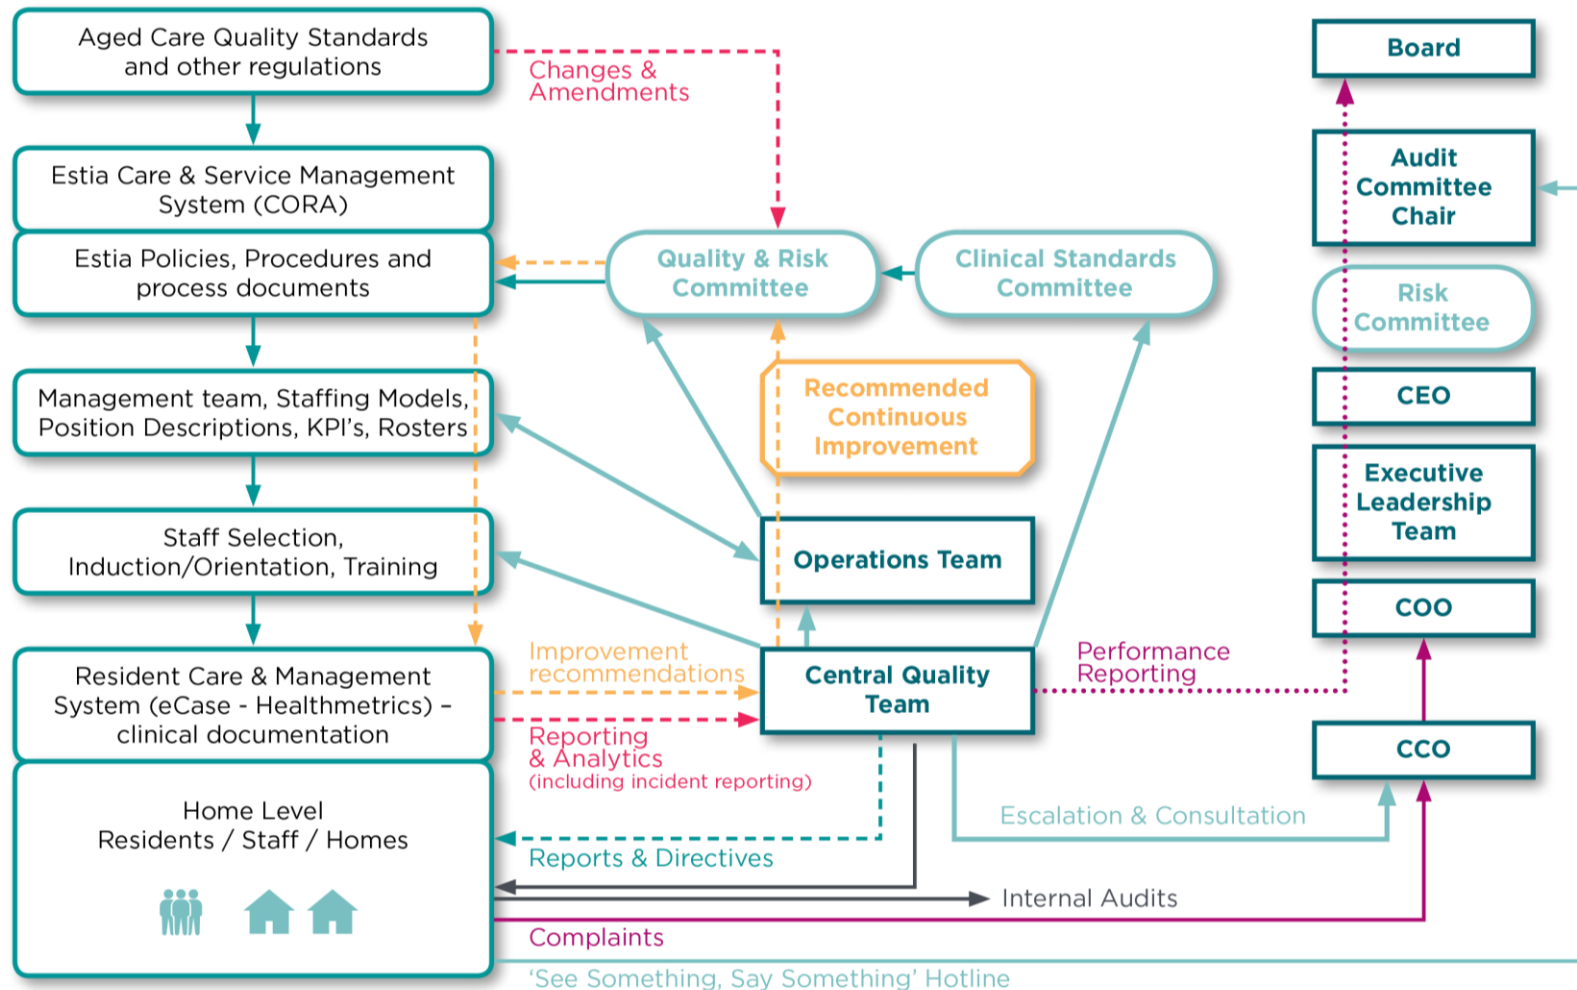 Aged Care Quality Standards
and other regulations
Changes &
Amendments
Estia Care & Service Management
System (CORA)
Estia Policies, Procedures and
process documents
Quality & Risk
Committee
Clinical Standards
Committee
Management team, Staffing Models,
Position Descriptions, KPI's, Rosters
Recommended
Continuous
Improvement
Staff Selection,
Induction/Orientation, Training
Operations Team
Resident Care & Management
System (eCase - Healthmetrics) –
clinical documentation
Improvement
recommendations
Central Quality
Team
Performance
Reporting
Reporting
& Analytics
(including incident reporting)
Home Level
Residents / Staff / Homes
Reports & Directives
Escalation & Consultation
Internal Audits
Complaints
‘See Something, Say Something’ Hotline
Board
Audit
Committee
Chair
Risk
Committee
CEO
Executive
Leadership
Team
COO
CCO